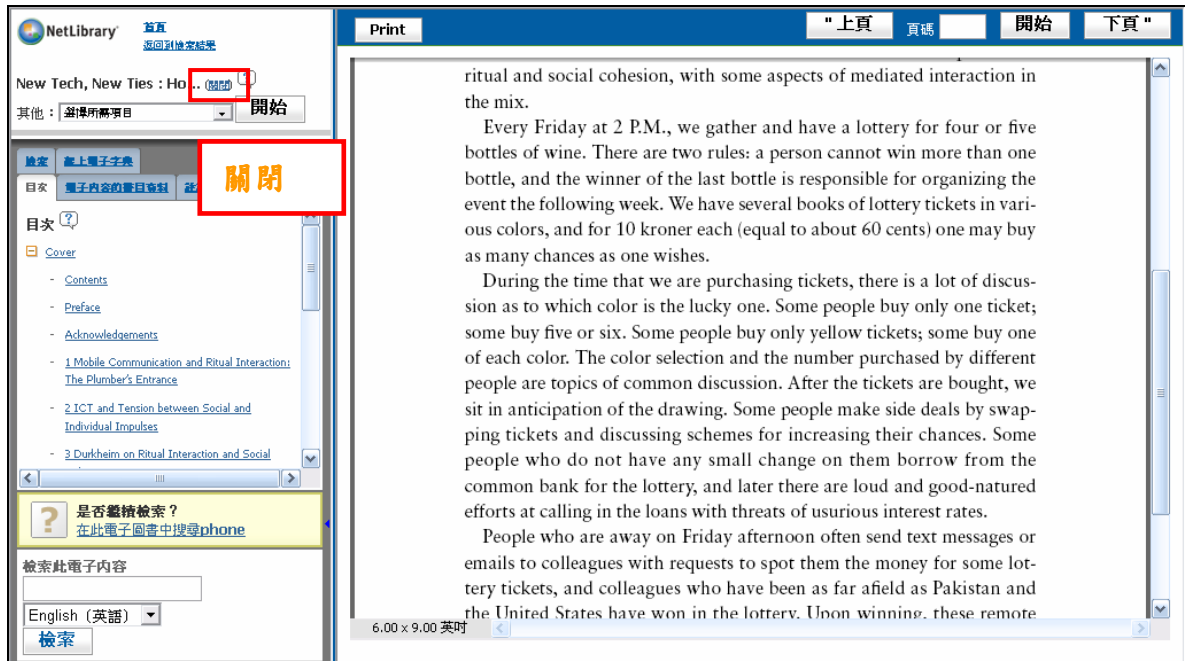 NetLibrary
首頁
返回到檢索結果
New Tech, New Ties : Ho... (關閉)
其他：選擇所需項目
開始
關閉
檢索
線上電子字典
目次
電子內容的書目資料
目次
Cover
- Contents
- Preface
- Acknowledgements
- 1 Mobile Communication and Ritual Interaction:
The Plumber's Entrance
- 2 ICT and Tension between Social and
Individual Impulses
- 3 Durkheim on Ritual Interaction and Social
是否繼續檢索？
在此電子圖書中搜尋phone
檢索此電子內容
English (英語)
檢索
Print
"上頁
頁碼
開始
下頁"
ritual and social cohesion, with some aspects of mediated interaction in
the mix.
Every Friday at 2 P.M., we gather and have a lottery for four or five
bottles of wine. There are two rules: a person cannot win more than one
bottle, and the winner of the last bottle is responsible for organizing the
event the following week. We have several books of lottery tickets in vari-
ous colors, and for 10 kroner each (equal to about 60 cents) one may buy
as many chances as one wishes.
During the time that we are purchasing tickets, there is a lot of discus-
sion as to which color is the lucky one. Some people buy only one ticket;
some buy five or six. Some people buy only yellow tickets; some buy one
of each color. The color selection and the number purchased by different
people are topics of common discussion. After the tickets are bought, we
sit in anticipation of the drawing. Some people make side deals by swap-
ping tickets and discussing schemes for increasing their chances. Some
people who do not have any small change on them borrow from the
common bank for the lottery, and later there are loud and good-natured
efforts at calling in the loans with threats of usurious interest rates.
People who are away on Friday afternoon often send text messages or
emails to colleagues with requests to spot them the money for some lot-
tery tickets, and colleagues who have been as far afield as Pakistan and
the United States have won in the lottery. Upon winning, these remote
6.00 x 9.00 英吋